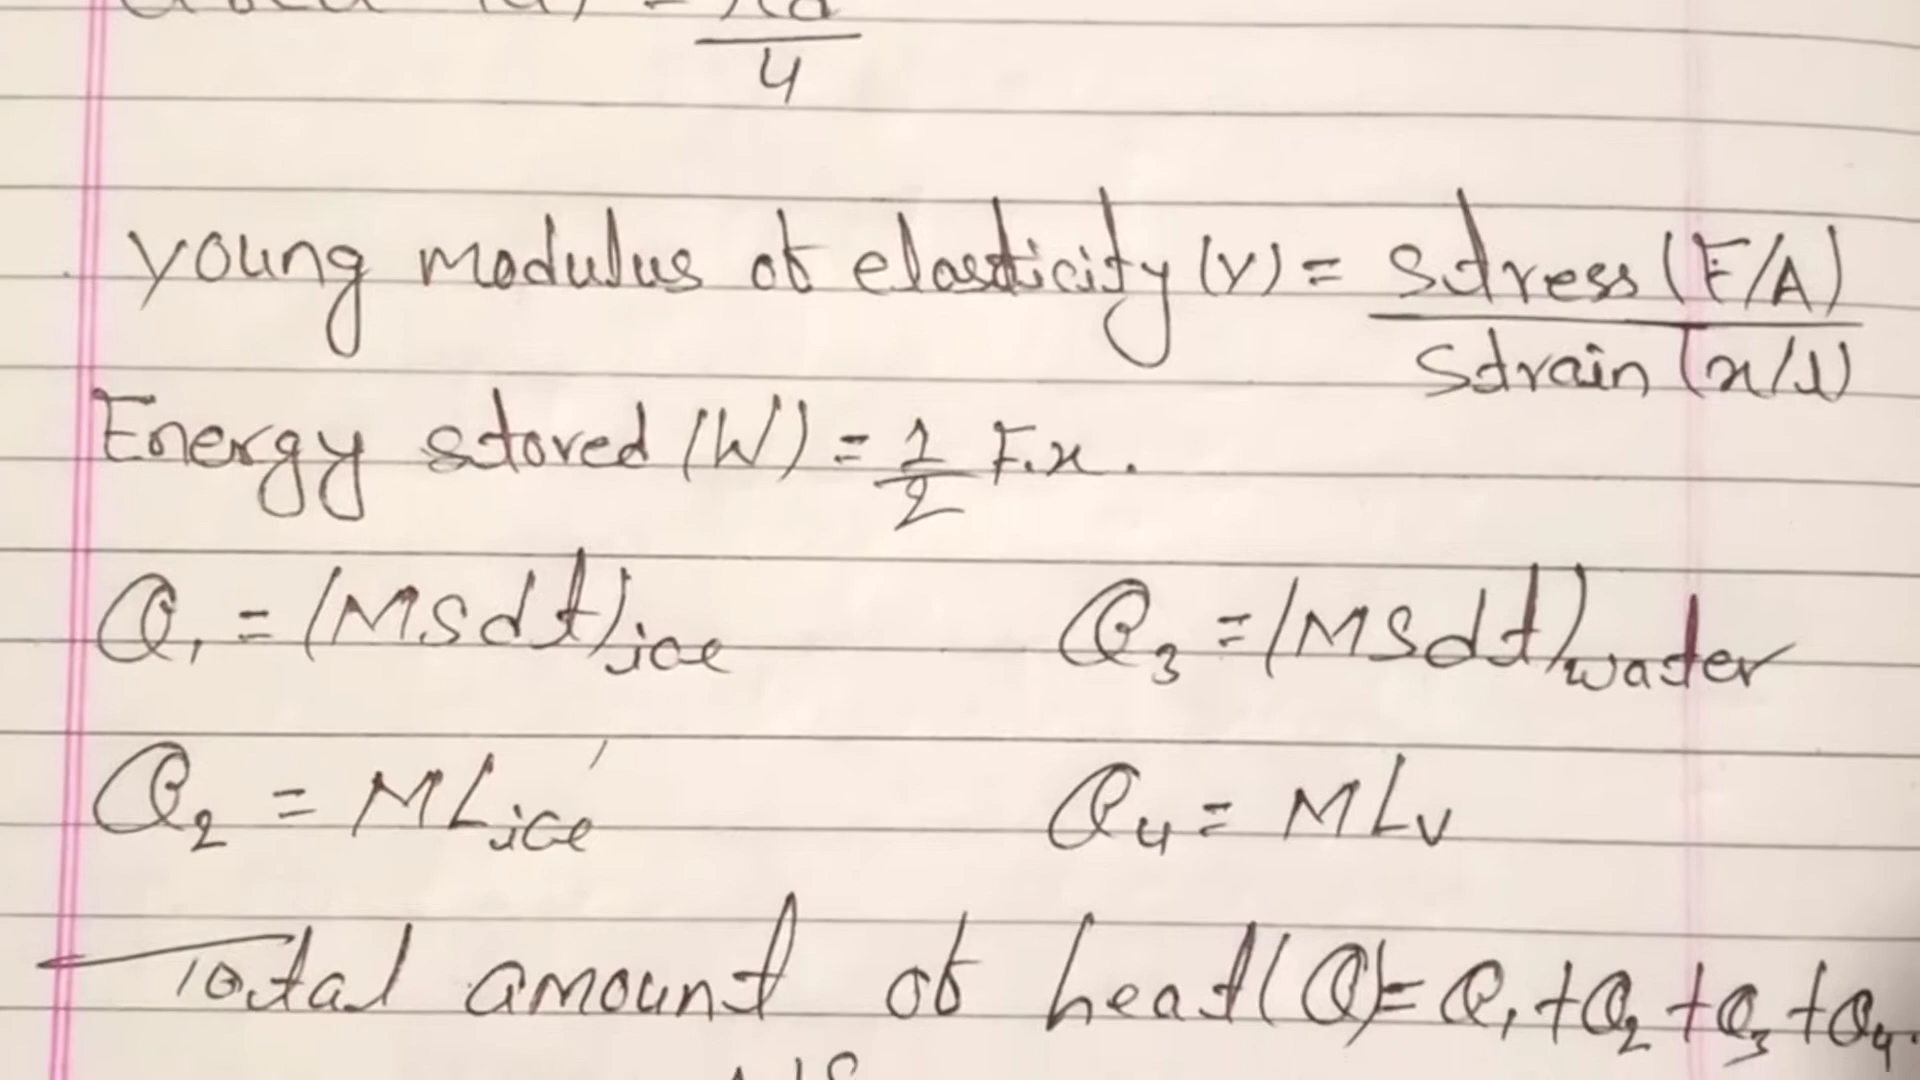 4
young modulus of elasticity (Y) = stress (F/A)
strain (x/l)
Energy stored (W) = 1/2 F.x.
Q1 = (MSdt)ice Q3 = (MSdt)water
Q2 = MLice Q4 = MLv
Total amount of heat (Q) = Q1 + Q2 + Q3 + Q4.